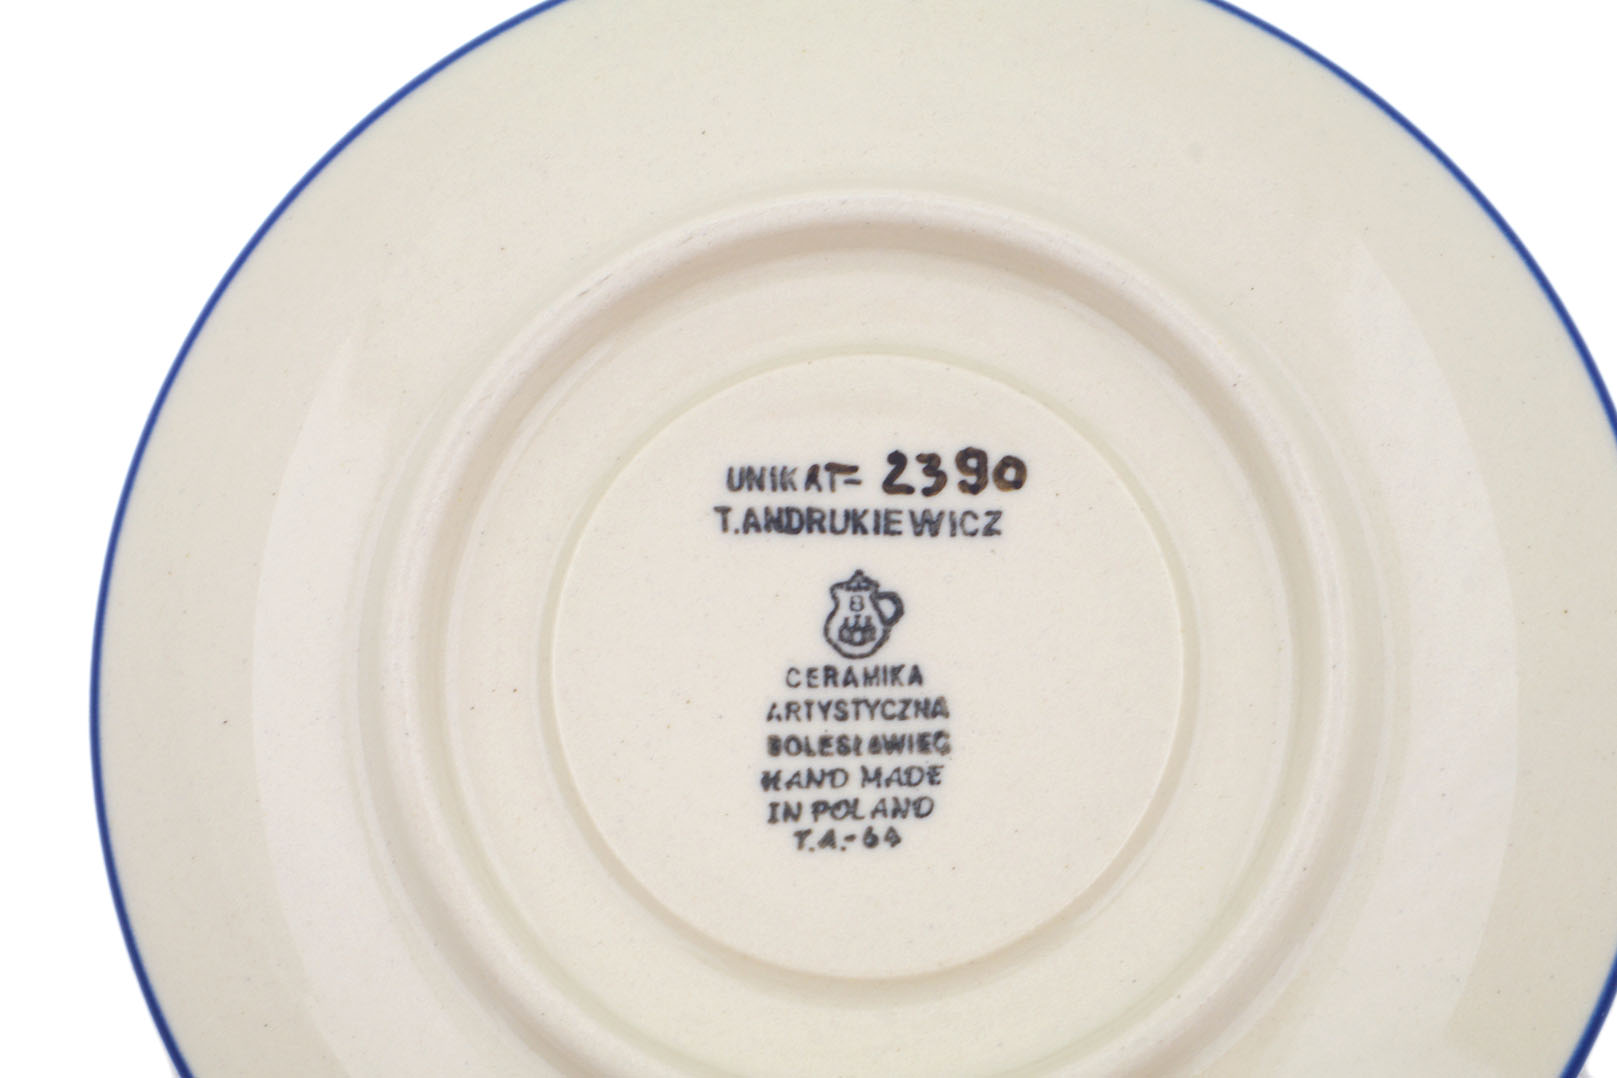 UNIKAT- 2390
T.ANDRUKIEWICZ
B
CERAMIKA
ARTYSTYCZNA
BOLESŁAWIEC
HAND MADE
IN POLAND
T.A.-64